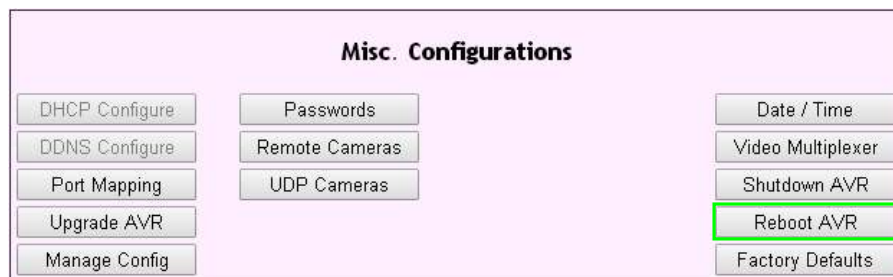 Misc. Configurations
DHCP Configure
Passwords
Date / Time
DDNS Configure
Remote Cameras
Video Multiplexer
Port Mapping
UDP Cameras
Shutdown AVR
Upgrade AVR
Reboot AVR
Manage Config
Factory Defaults